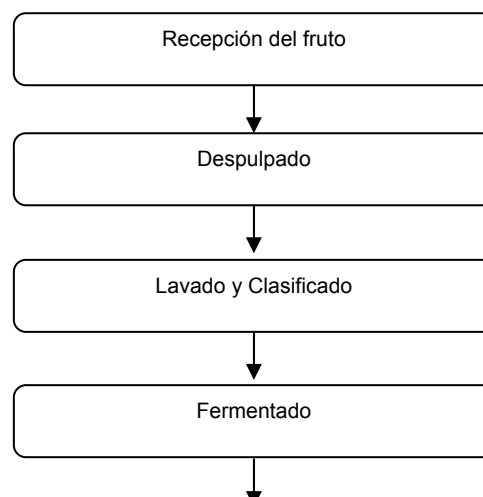 Recepción del fruto
Despulpado
Lavado y Clasificado
Fermentado